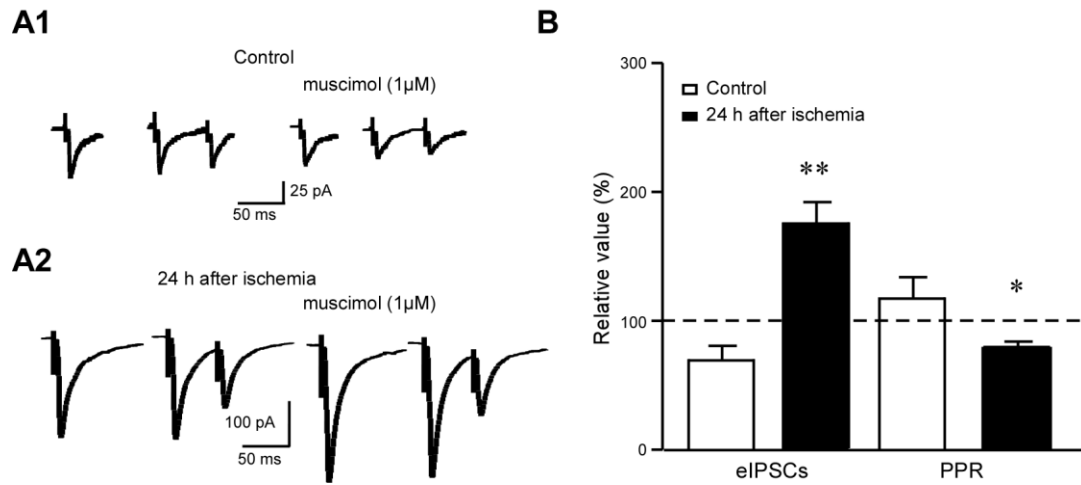 A1
Control
muscimol (1μM)
25 pA
50 ms
A2
24 h after ischemia
muscimol (1μM)
100 pA
50 ms
B
300
200
100
0
Relative value (%)
Control
24 h after ischemia
**
*
eIPSCs
PPR